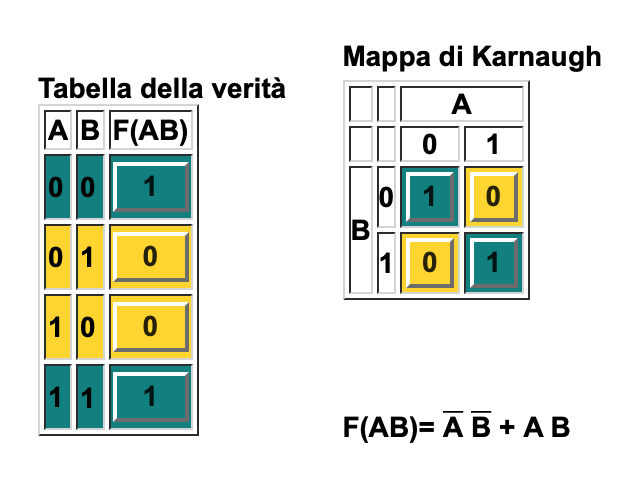 Tabella della verità
A B F(AB)
0 0 1
0 1 0
1 0 0
1 1 1
Mappa di Karnaugh
A
0 1
B
0 1 0
1 0 1
F(AB)= A̅ B̅ + A B